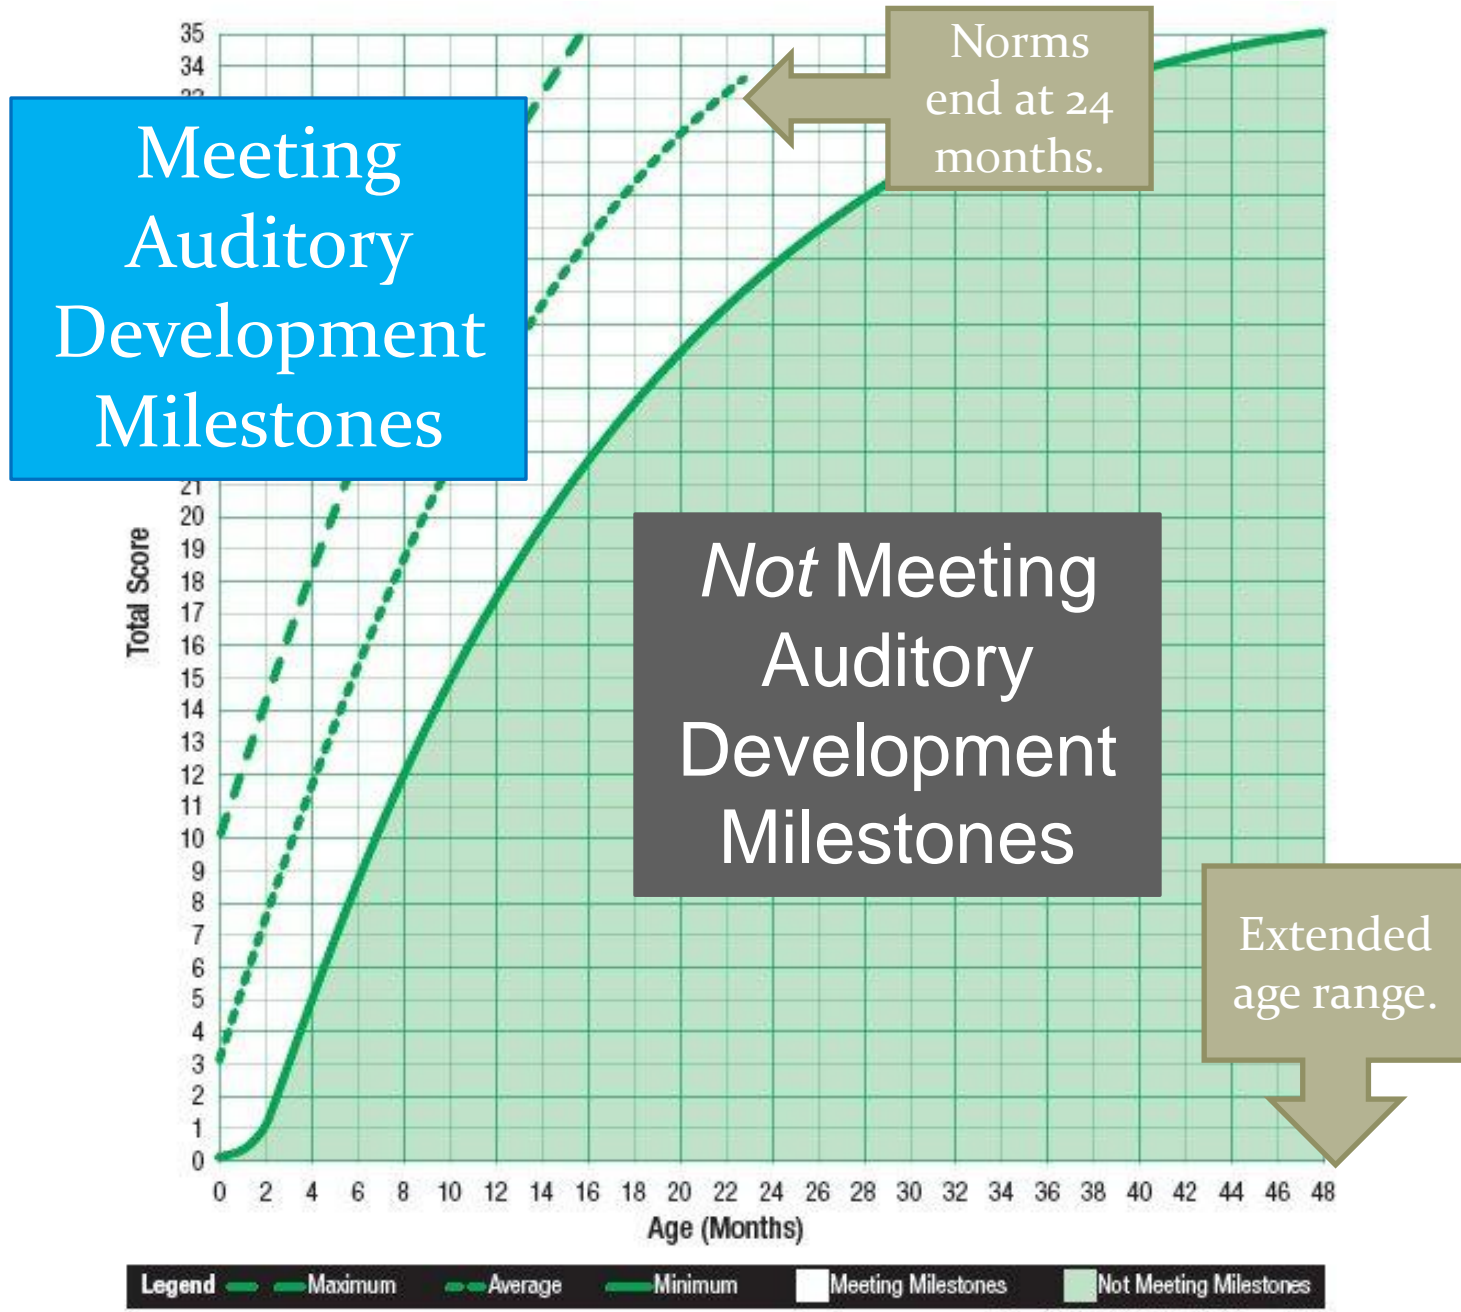 35
34
Norms
end at 24
months.
Meeting
Auditory
Development
Milestones
21
20
19
18
17
16
15
14
13
12
11
10
9
8
7
6
5
4
3
2
1
0
Total Score
Not Meeting
Auditory
Development
Milestones
Extended
age range.
0 2 4 6 8 10 12 14 16 18 20 22 24 26 28 30 32 34 36 38 40 42 44 46 48
Age (Months)
Legend Maximum Average Minimum Meeting Milestones Not Meeting Milestones